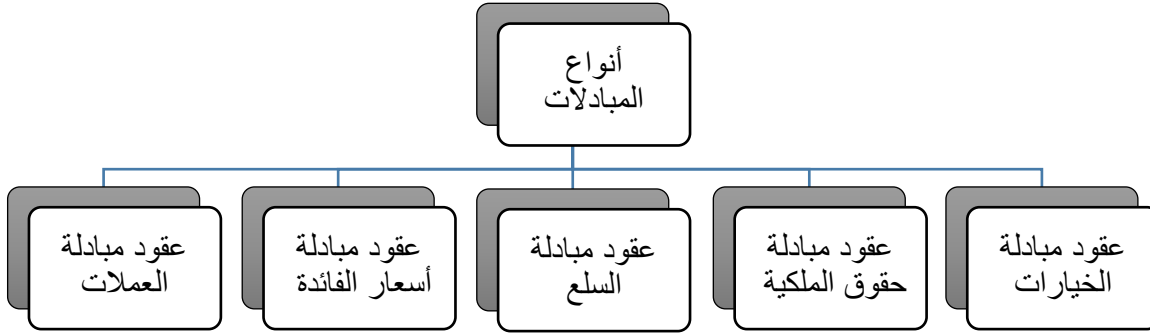 أنواع
المبادلات
عقود مبادلة
الخيارات
عقود مبادلة
حقوق الملكية
عقود مبادلة
السلع
عقود مبادلة
أسعار الفائدة
عقود مبادلة
العملات